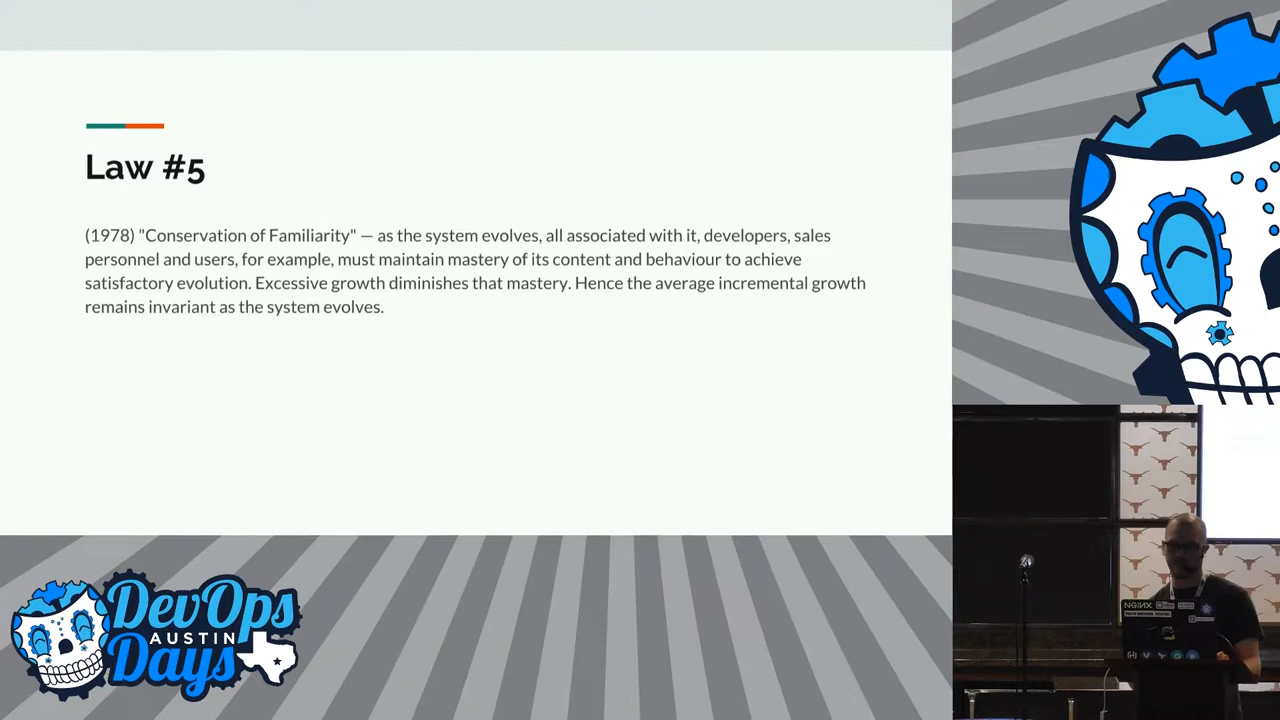 Law #5
(1978) "Conservation of Familiarity" — as the system evolves, all associated with it, developers, sales
personnel and users, for example, must maintain mastery of its content and behaviour to achieve
satisfactory evolution. Excessive growth diminishes that mastery. Hence the average incremental growth
remains invariant as the system evolves.
DevOps
AUSTIN
Days
NGINX